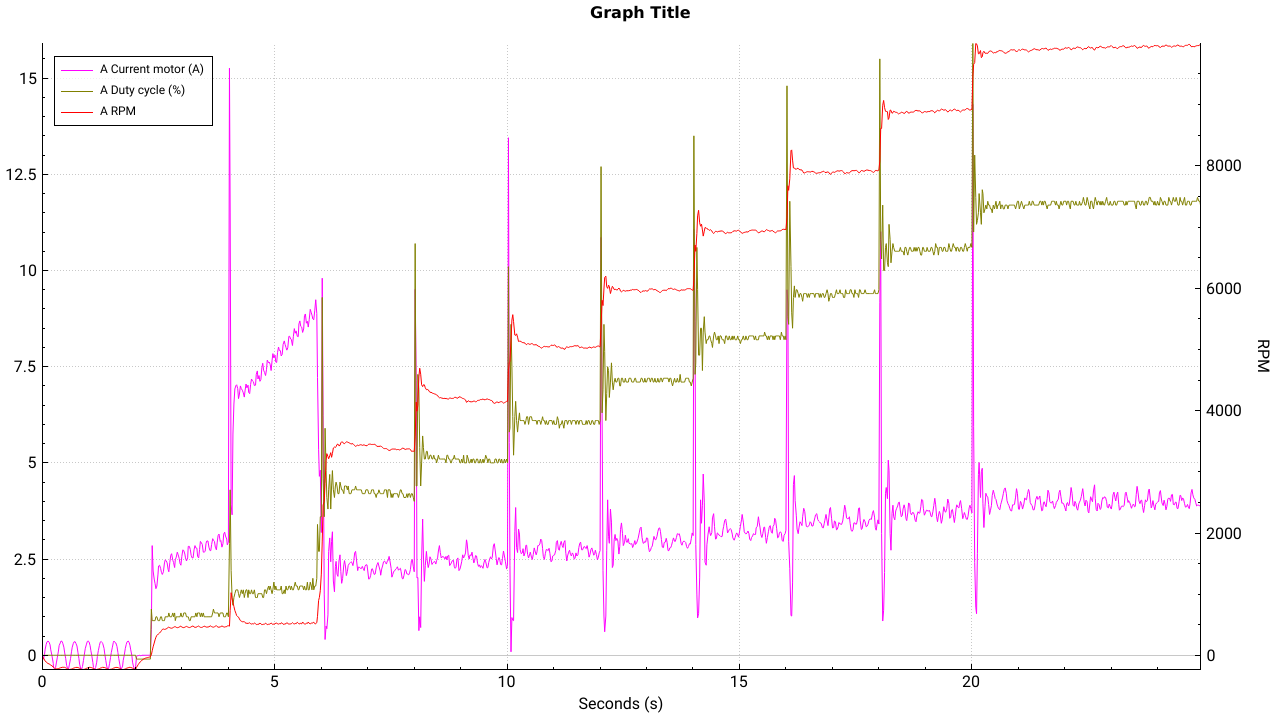 Graph Title
A Current motor (A)
A Duty cycle (%)
A RPM
15
12.5
10
7.5
5
2.5
0
8000
6000
4000
2000
0
RPM
0
5
10
15
20
Seconds (s)